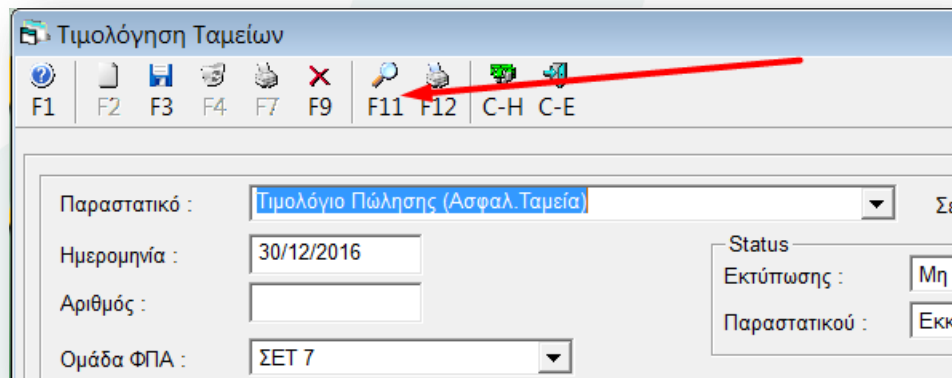 Τιμολόγηση Ταμείων
F1 F2 F3 F4 F7 F9 F11 F12 C-H C-E
Παραστατικό : Τιμολόγιο Πώλησης (Ασφαλ.Ταμεία)
Ημερομηνία : 30/12/2016
Αριθμός :
Ομάδα ΦΠΑ : ΣΕΤ 7
Status
Εκτύπωσης : Μη
Παραστατικού :